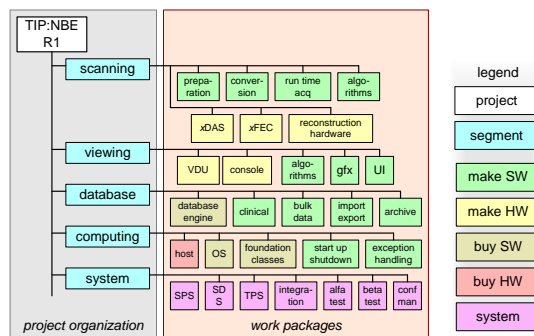 TIP:NBE
R1
scanning
prepa-
ration
conver-
sion
run time
acq
algo-
rithms
xDAS
xFEC
reconstruction
hardware
viewing
VDU
console
algo-
rithms
gfx
UI
database
database
engine
clinical
bulk
data
import
export
archive
computing
host
OS
foundation
classes
start up
shutdown
exception
handling
system
SPS
SD
S
TPS
integra-
tion
alfa
test
beta
test
conf
man
project organization
work packages
legend
project
segment
make SW
make HW
buy SW
buy HW
system